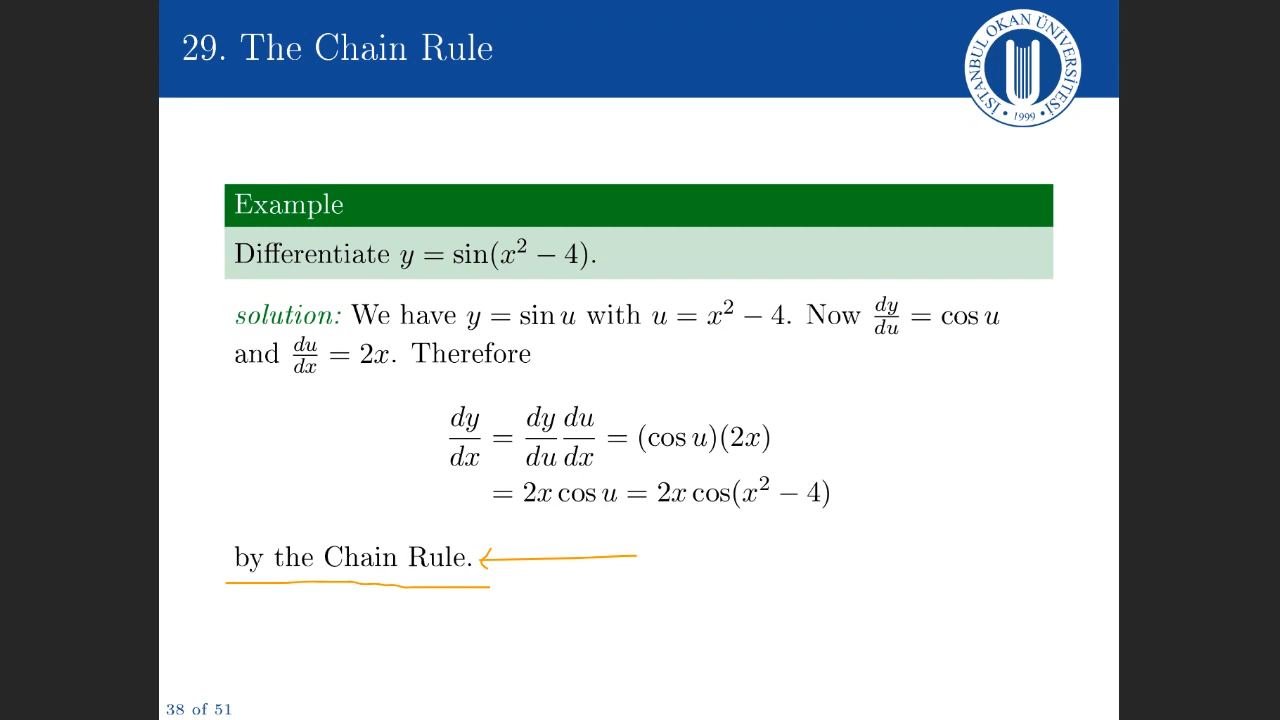 29. The Chain Rule
İSTANBUL OKAN ÜNİVERSİTESİ
• 1999 •
Example
Differentiate y = sin(x² − 4).
solution: We have y = sin u with u = x² − 4. Now dy/du = cos u
and du/dx = 2x. Therefore
dy/dx = dy/du du/dx = (cos u)(2x)
= 2x cos u = 2x cos(x² − 4)
by the Chain Rule.
38 of 51